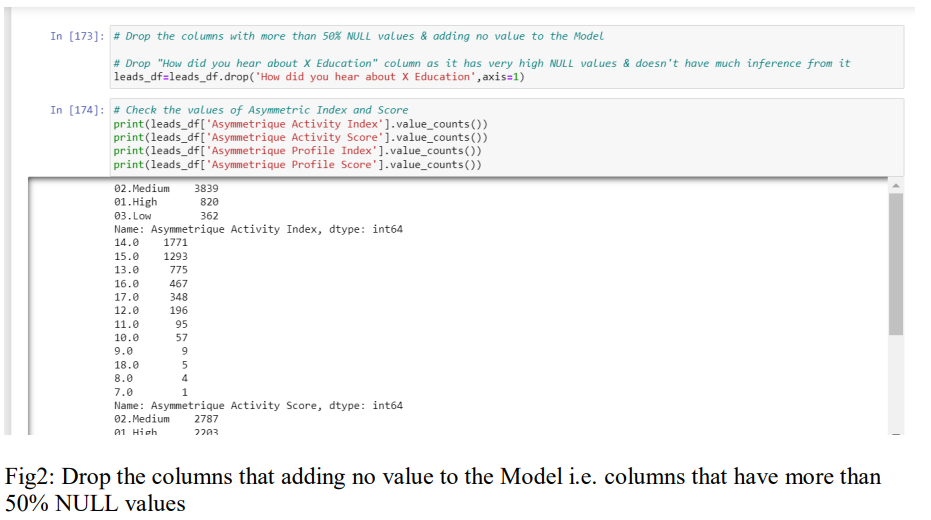 In [173]: # Drop the columns with more than 50% NULL values & adding no value to the Model
# Drop "How did you hear about X Education" column as it has very high NULL values & doesn't have much inference from it
leads_df=leads_df.drop('How did you hear about X Education',axis=1)
In [174]: # Check the values of Asymmetric Index and Score
print(leads_df['Asymmetrique Activity Index'].value_counts())
print(leads_df['Asymmetrique Activity Score'].value_counts())
print(leads_df['Asymmetrique Profile Index'].value_counts())
print(leads_df['Asymmetrique Profile Score'].value_counts())
02.Medium 3839
01.High 820
03.Low 362
Name: Asymmetrique Activity Index, dtype: int64
14.0 1771
15.0 1293
13.0 775
16.0 467
17.0 348
12.0 196
11.0 95
10.0 57
9.0 9
18.0 5
8.0 4
7.0 1
Name: Asymmetrique Activity Score, dtype: int64
02.Medium 2787
01.High 2203
Fig2: Drop the columns that adding no value to the Model i.e. columns that have more than
50% NULL values